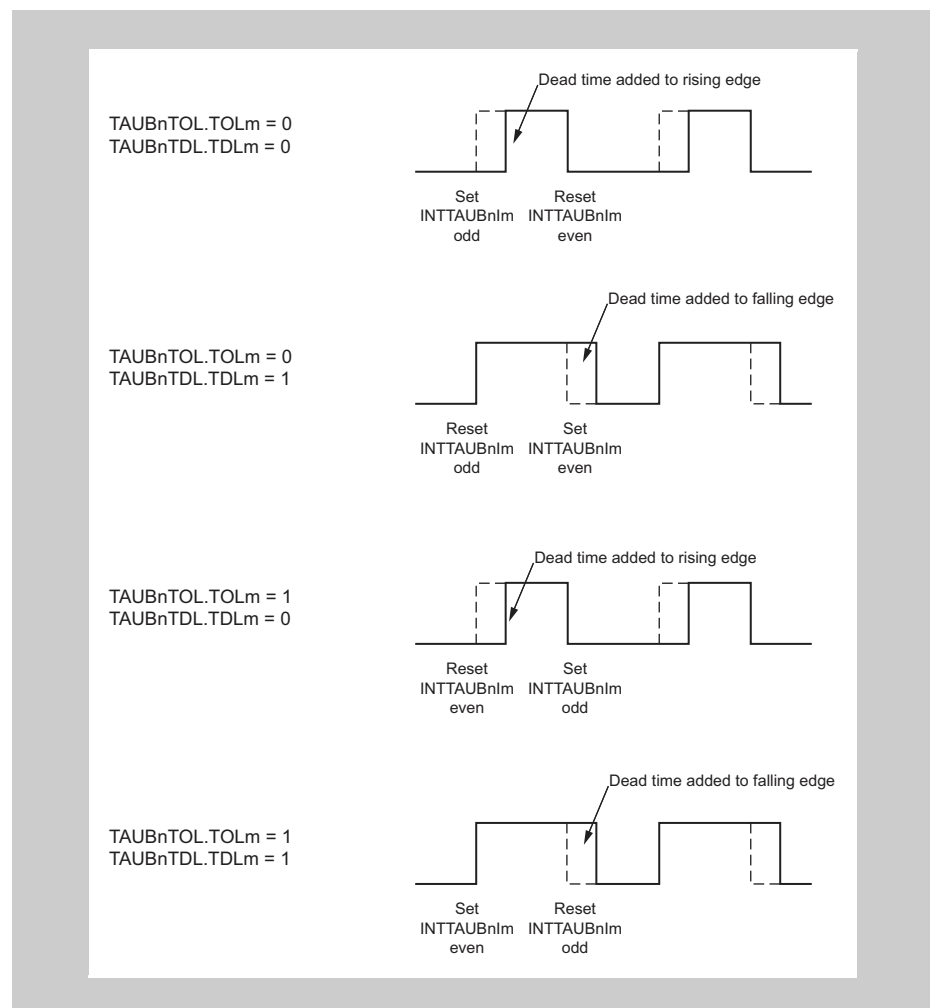 Dead time added to rising edge
TAUBnTOL.TOLm = 0
TAUBnTDL.TDLm = 0
Set Reset
INTTAUBnIm INTTAUBnIm
odd even
Dead time added to falling edge
TAUBnTOL.TOLm = 0
TAUBnTDL.TDLm = 1
Reset Set
INTTAUBnIm INTTAUBnIm
odd even
Dead time added to rising edge
TAUBnTOL.TOLm = 1
TAUBnTDL.TDLm = 0
Reset Set
INTTAUBnIm INTTAUBnIm
even odd
Dead time added to falling edge
TAUBnTOL.TOLm = 1
TAUBnTDL.TDLm = 1
Set Reset
INTTAUBnIm INTTAUBnIm
even odd